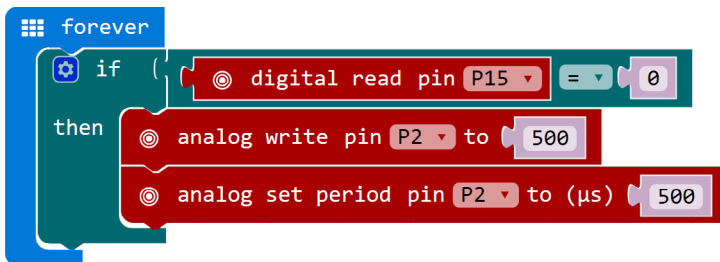 forever
if digital read pin P15 = 0
then
analog write pin P2 to 500
analog set period pin P2 to (µs) 500